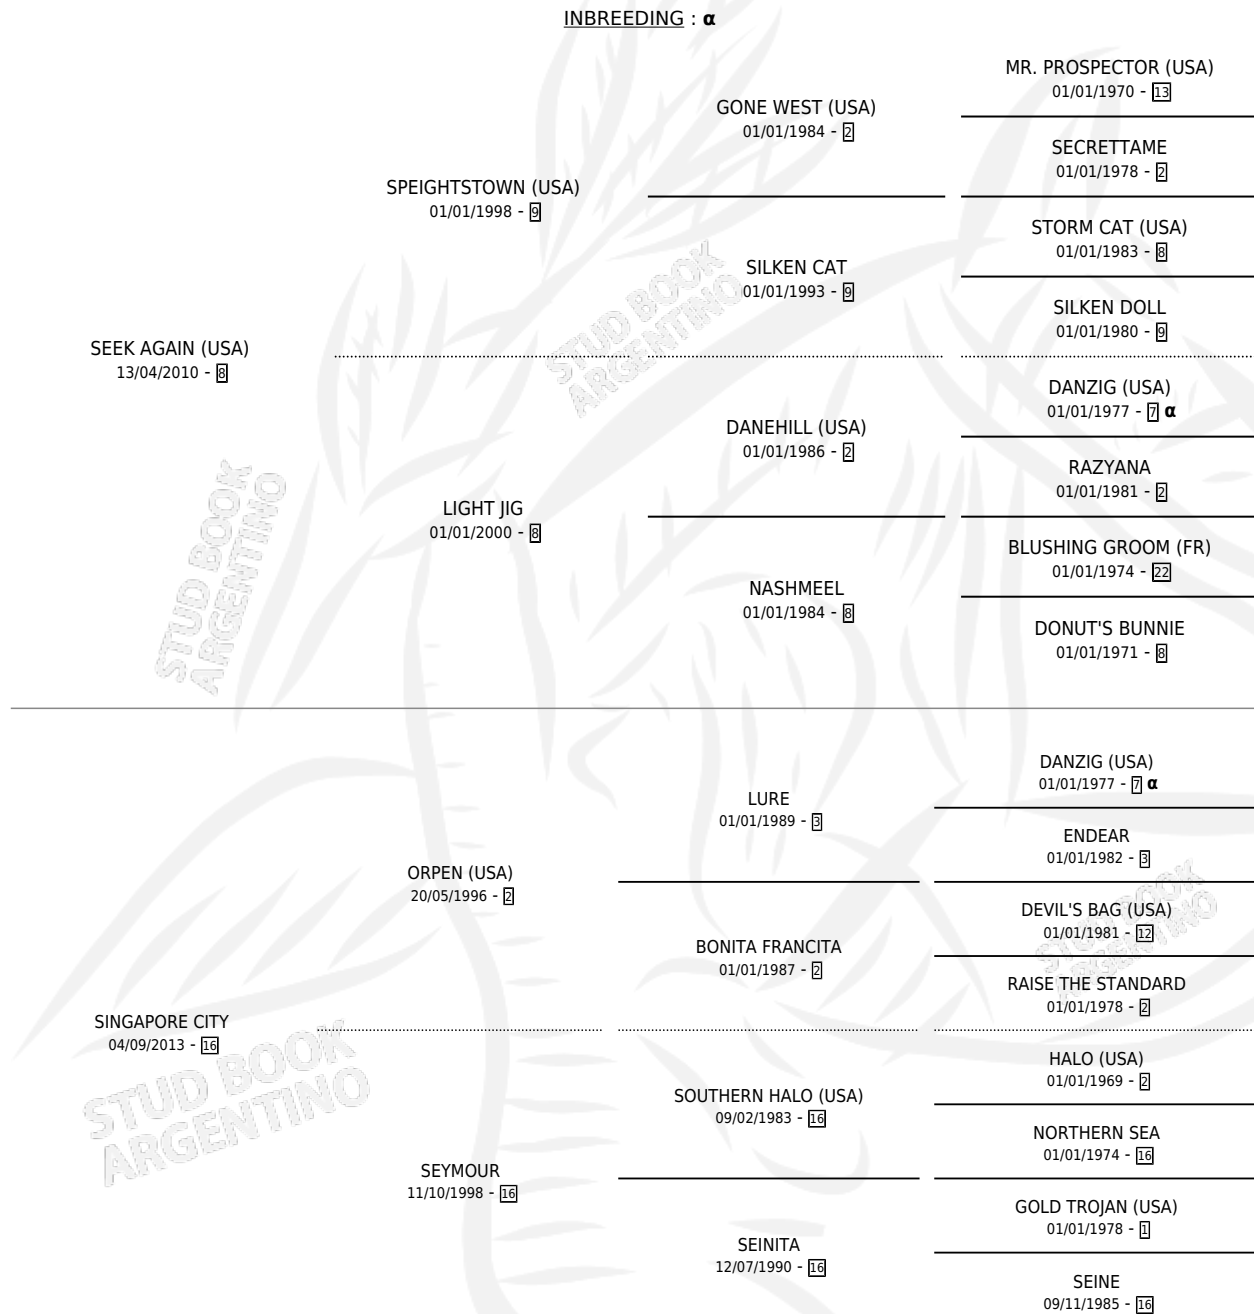 INBREEDING : α
MR. PROSPECTOR (USA)
01/01/1970 - 13
GONE WEST (USA)
01/01/1984 - 2
SECRETTAME
01/01/1978 - 2
SPEIGHTSTOWN (USA)
01/01/1998 - 9
STORM CAT (USA)
01/01/1983 - 8
SILKEN CAT
01/01/1993 - 9
SILKEN DOLL
01/01/1980 - 9
SEEK AGAIN (USA)
13/04/2010 - 8
DANZIG (USA)
01/01/1977 - 7 α
DANEHILL (USA)
01/01/1986 - 2
RAZYANA
01/01/1981 - 2
LIGHT JIG
01/01/2000 - 8
BLUSHING GROOM (FR)
01/01/1974 - 22
NASHMEEL
01/01/1984 - 8
DONUT'S BUNNIE
01/01/1971 - 8
DANZIG (USA)
01/01/1977 - 7 α
LURE
01/01/1989 - 3
ENDEAR
01/01/1982 - 3
ORPEN (USA)
20/05/1996 - 2
DEVIL'S BAG (USA)
01/01/1981 - 12
BONITA FRANCITA
01/01/1987 - 2
RAISE THE STANDARD
01/01/1978 - 2
SINGAPORE CITY
04/09/2013 - 16
HALO (USA)
01/01/1969 - 2
SOUTHERN HALO (USA)
09/02/1983 - 16
NORTHERN SEA
01/01/1974 - 16
SEYMOUR
11/10/1998 - 16
GOLD TROJAN (USA)
01/01/1978 - 1
SEINITA
12/07/1990 - 16
SEINE
09/11/1985 - 16
STUD BOOK
ARGENTINO
STUD BOOK
ARGENTINO
STUD BOOK
ARGENTINO
STUD BOOK
ARGENTINO